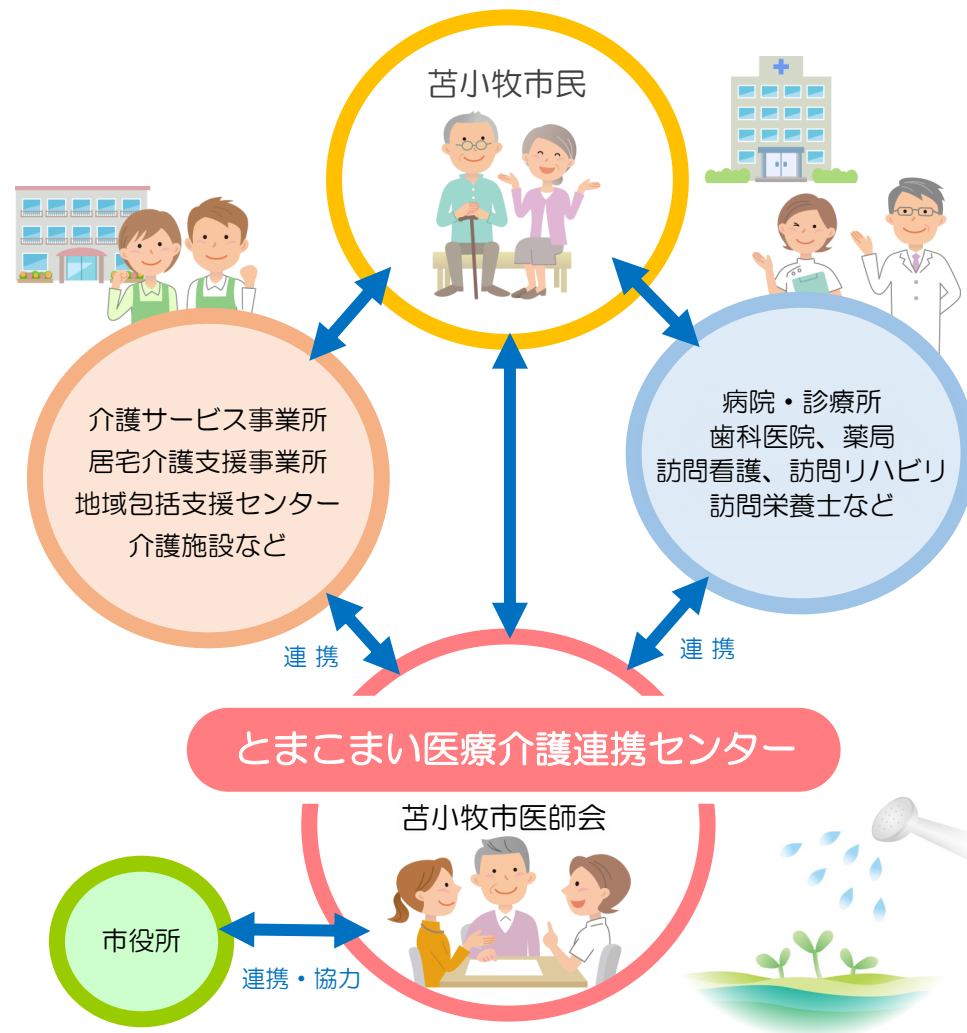 苫小牧市民
介護サービス事業所
居宅介護支援事業所
地域包括支援センター
介護施設など
病院・診療所
歯科医院、薬局
訪問看護、訪問リハビリ
訪問栄養士など
連 携
連 携
とまこまい医療介護連携センター
苫小牧市医師会
市役所
連携・協力